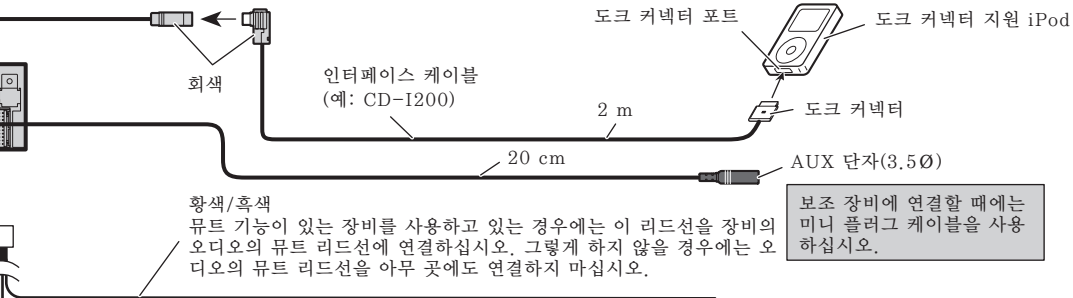 도크 커넥터 포트
도크 커넥터 지원 iPod
회색
인터페이스 케이블
(예: CD-I200)
2 m
도크 커넥터
20 cm
AUX 단자(3.5Ø)
황색/흑색
뮤트 기능이 있는 장비를 사용하고 있는 경우에는 이 리드선을 장비의
오디오의 뮤트 리드선에 연결하십시오. 그렇게 하지 않을 경우에는 오
디오의 뮤트 리드선을 아무 곳에도 연결하지 마십시오.
보조 장비에 연결할 때에는
미니 플러그 케이블을 사용
하십시오.